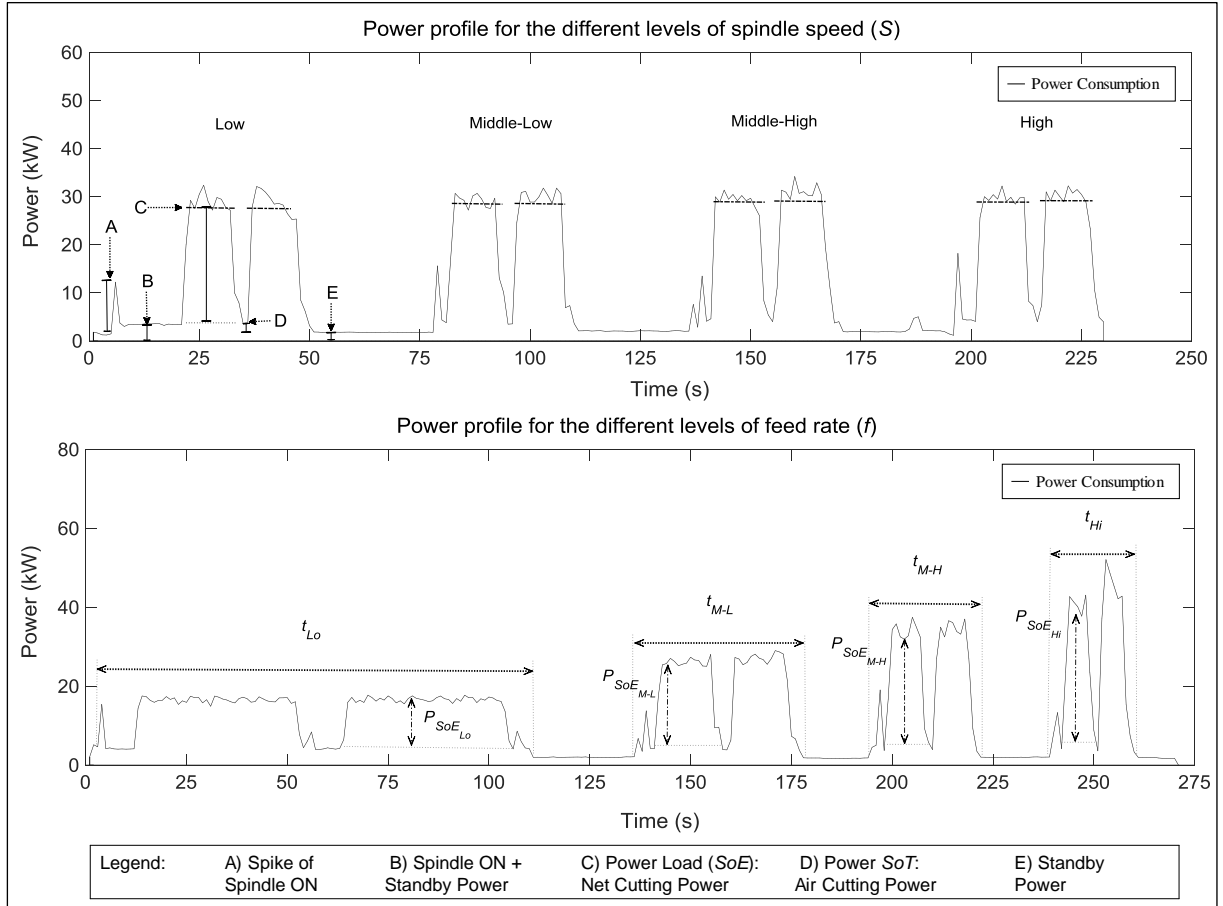 Power profile for the different levels of spindle speed (S)
60
50
40
30
20
10
0
Power (kW)
Power Consumption
Low
Middle-Low
Middle-High
High
A
B
C
D
E
0 25 50 75 100 125 150 175 200 225 250
Time (s)
Power profile for the different levels of feed rate (f)
80
60
40
20
0
Power (kW)
Power Consumption
t_Lo
t_M-L
t_M-H
t_Hi
P_SoE_Lo
P_SoE_M-L
P_SoE_M-H
P_SoE_Hi
0 25 50 75 100 125 150 175 200 225 250 275
Time (s)
Legend: A) Spike of B) Spindle ON + C) Power Load (SoE): D) Power SoT: E) Standby
Spindle ON Standby Power Net Cutting Power Air Cutting Power Power